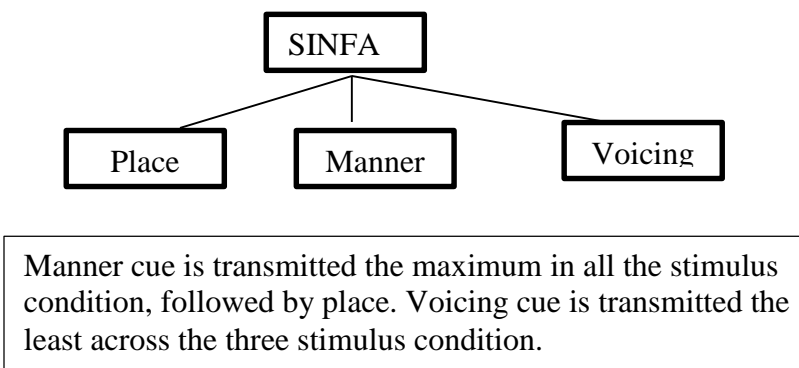 SINFA
Place Manner Voicing
Manner cue is transmitted the maximum in all the stimulus
condition, followed by place. Voicing cue is transmitted the
least across the three stimulus condition.